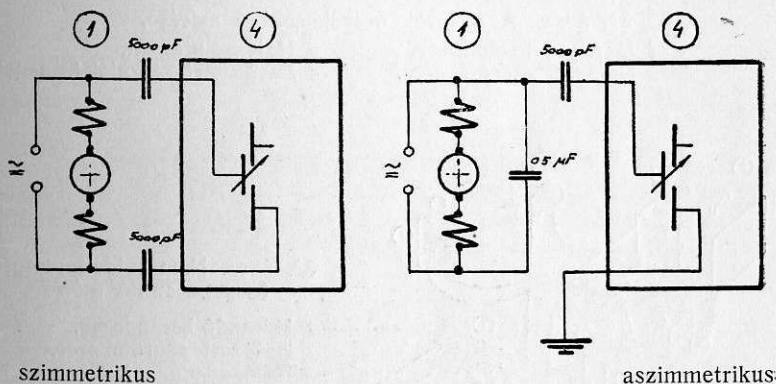 1 4
5000 pF
≂
5000 pF
szimmetrikus
1 4
5000 pF
≂
0,5 µF
aszimmetrikus